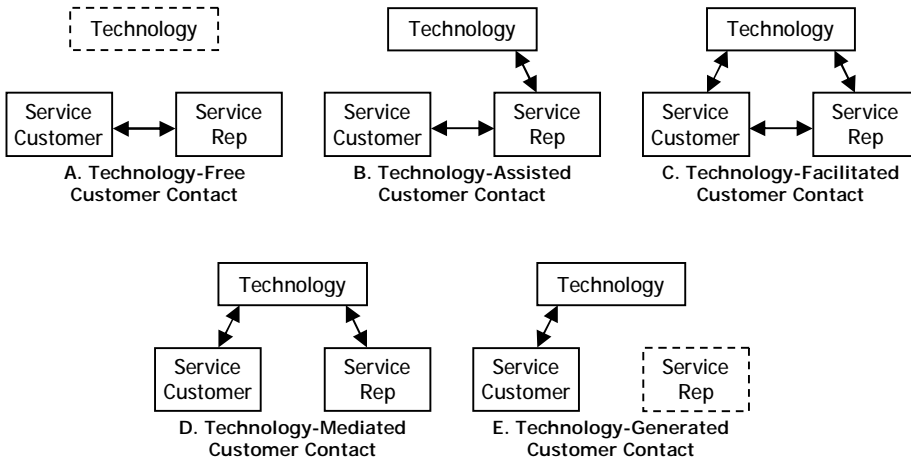 Technology
Service
Customer
Service
Rep
A. Technology-Free
Customer Contact
Technology
Service
Customer
Service
Rep
B. Technology-Assisted
Customer Contact
Technology
Service
Customer
Service
Rep
C. Technology-Facilitated
Customer Contact
Technology
Service
Customer
Service
Rep
D. Technology-Mediated
Customer Contact
Technology
Service
Customer
Service
Rep
E. Technology-Generated
Customer Contact